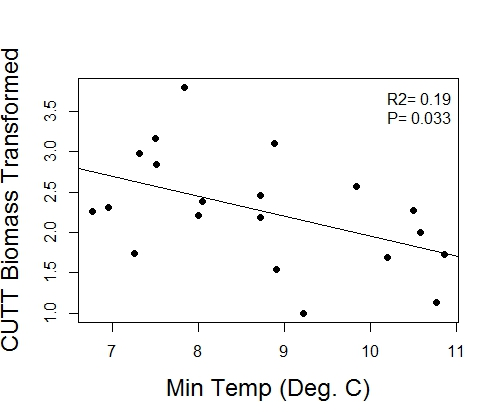 R2= 0.19
P= 0.033
CUTT Biomass Transformed
3.5
3.0
2.5
2.0
1.5
1.0
7 8 9 10 11
Min Temp (Deg. C)